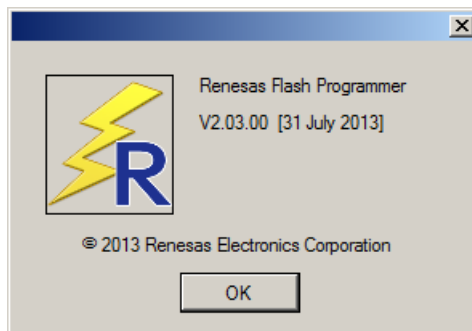 Renesas Flash Programmer
V2.03.00 [31 July 2013]
R
© 2013 Renesas Electronics Corporation
OK